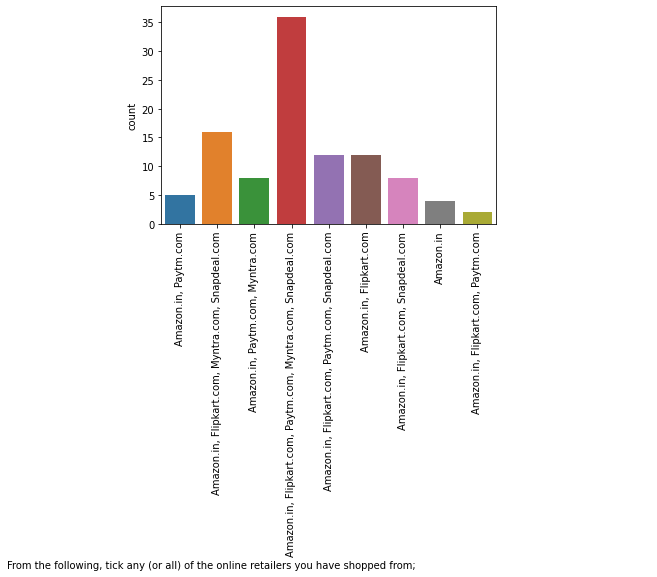 35
30
25
20
15
10
5
0
count
Amazon.in, Paytm.com
Amazon.in, Flipkart.com, Myntra.com, Snapdeal.com
Amazon.in, Paytm.com, Myntra.com
Amazon.in, Flipkart.com, Paytm.com, Myntra.com, Snapdeal.com
Amazon.in, Flipkart.com, Paytm.com, Snapdeal.com
Amazon.in, Flipkart.com
Amazon.in, Flipkart.com, Snapdeal.com
Amazon.in
Amazon.in, Flipkart.com, Paytm.com
From the following, tick any (or all) of the online retailers you have shopped from;